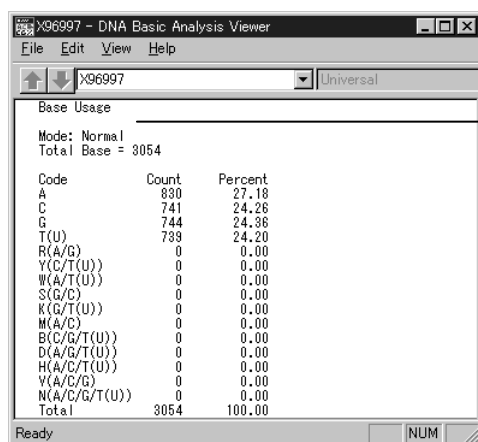 X96997 - DNA Basic Analysis Viewer
File Edit View Help
X96997 Universal
Base Usage
Mode: Normal
Total Base = 3054
Code Count Percent
A 830 27.18
C 741 24.26
G 744 24.36
T(U) 739 24.20
R(A/G) 0 0.00
Y(C/T(U)) 0 0.00
W(A/T(U)) 0 0.00
S(G/C) 0 0.00
K(G/T(U)) 0 0.00
M(A/C) 0 0.00
B(C/G/T(U)) 0 0.00
D(A/G/T(U)) 0 0.00
H(A/C/T(U)) 0 0.00
V(A/C/G) 0 0.00
N(A/C/G/T(U)) 0 0.00
Total 3054 100.00
Ready NUM